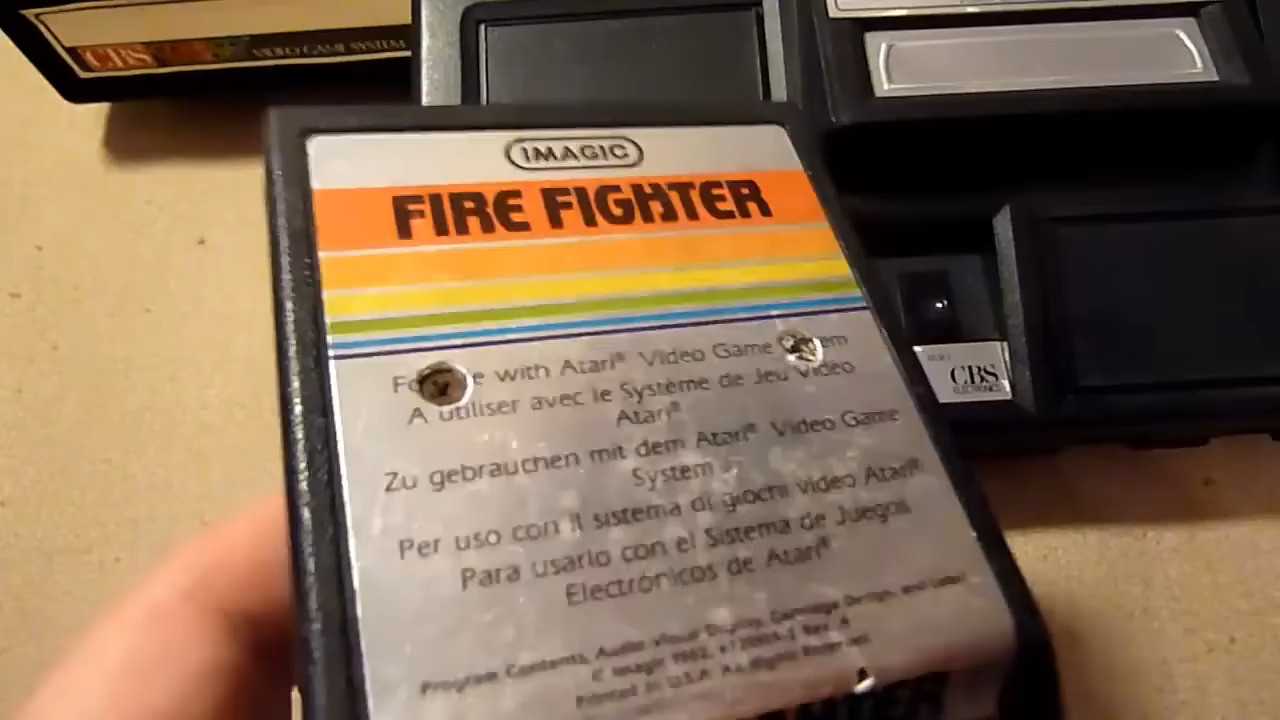 CBS
VIDEO GAME SYSTEM
IMAGIC
FIRE FIGHTER
with Atari® Video Game
A utiliser avec le Système de Jeu Vidéo
Atari®
Zu gebrauchen mit dem Atari® Video Game
System
Per uso con il sistema di giochi video Atari®
Para usarlo con el Sistema de Juegos
Electrónicos de Atari®
Program Contents, Audio Visual Display, Cartridge Design, and Label
© Imagic 1982, Rev. A
Printed in U.S.A. All Rights Reserved.
CBS
ELECTRONICS